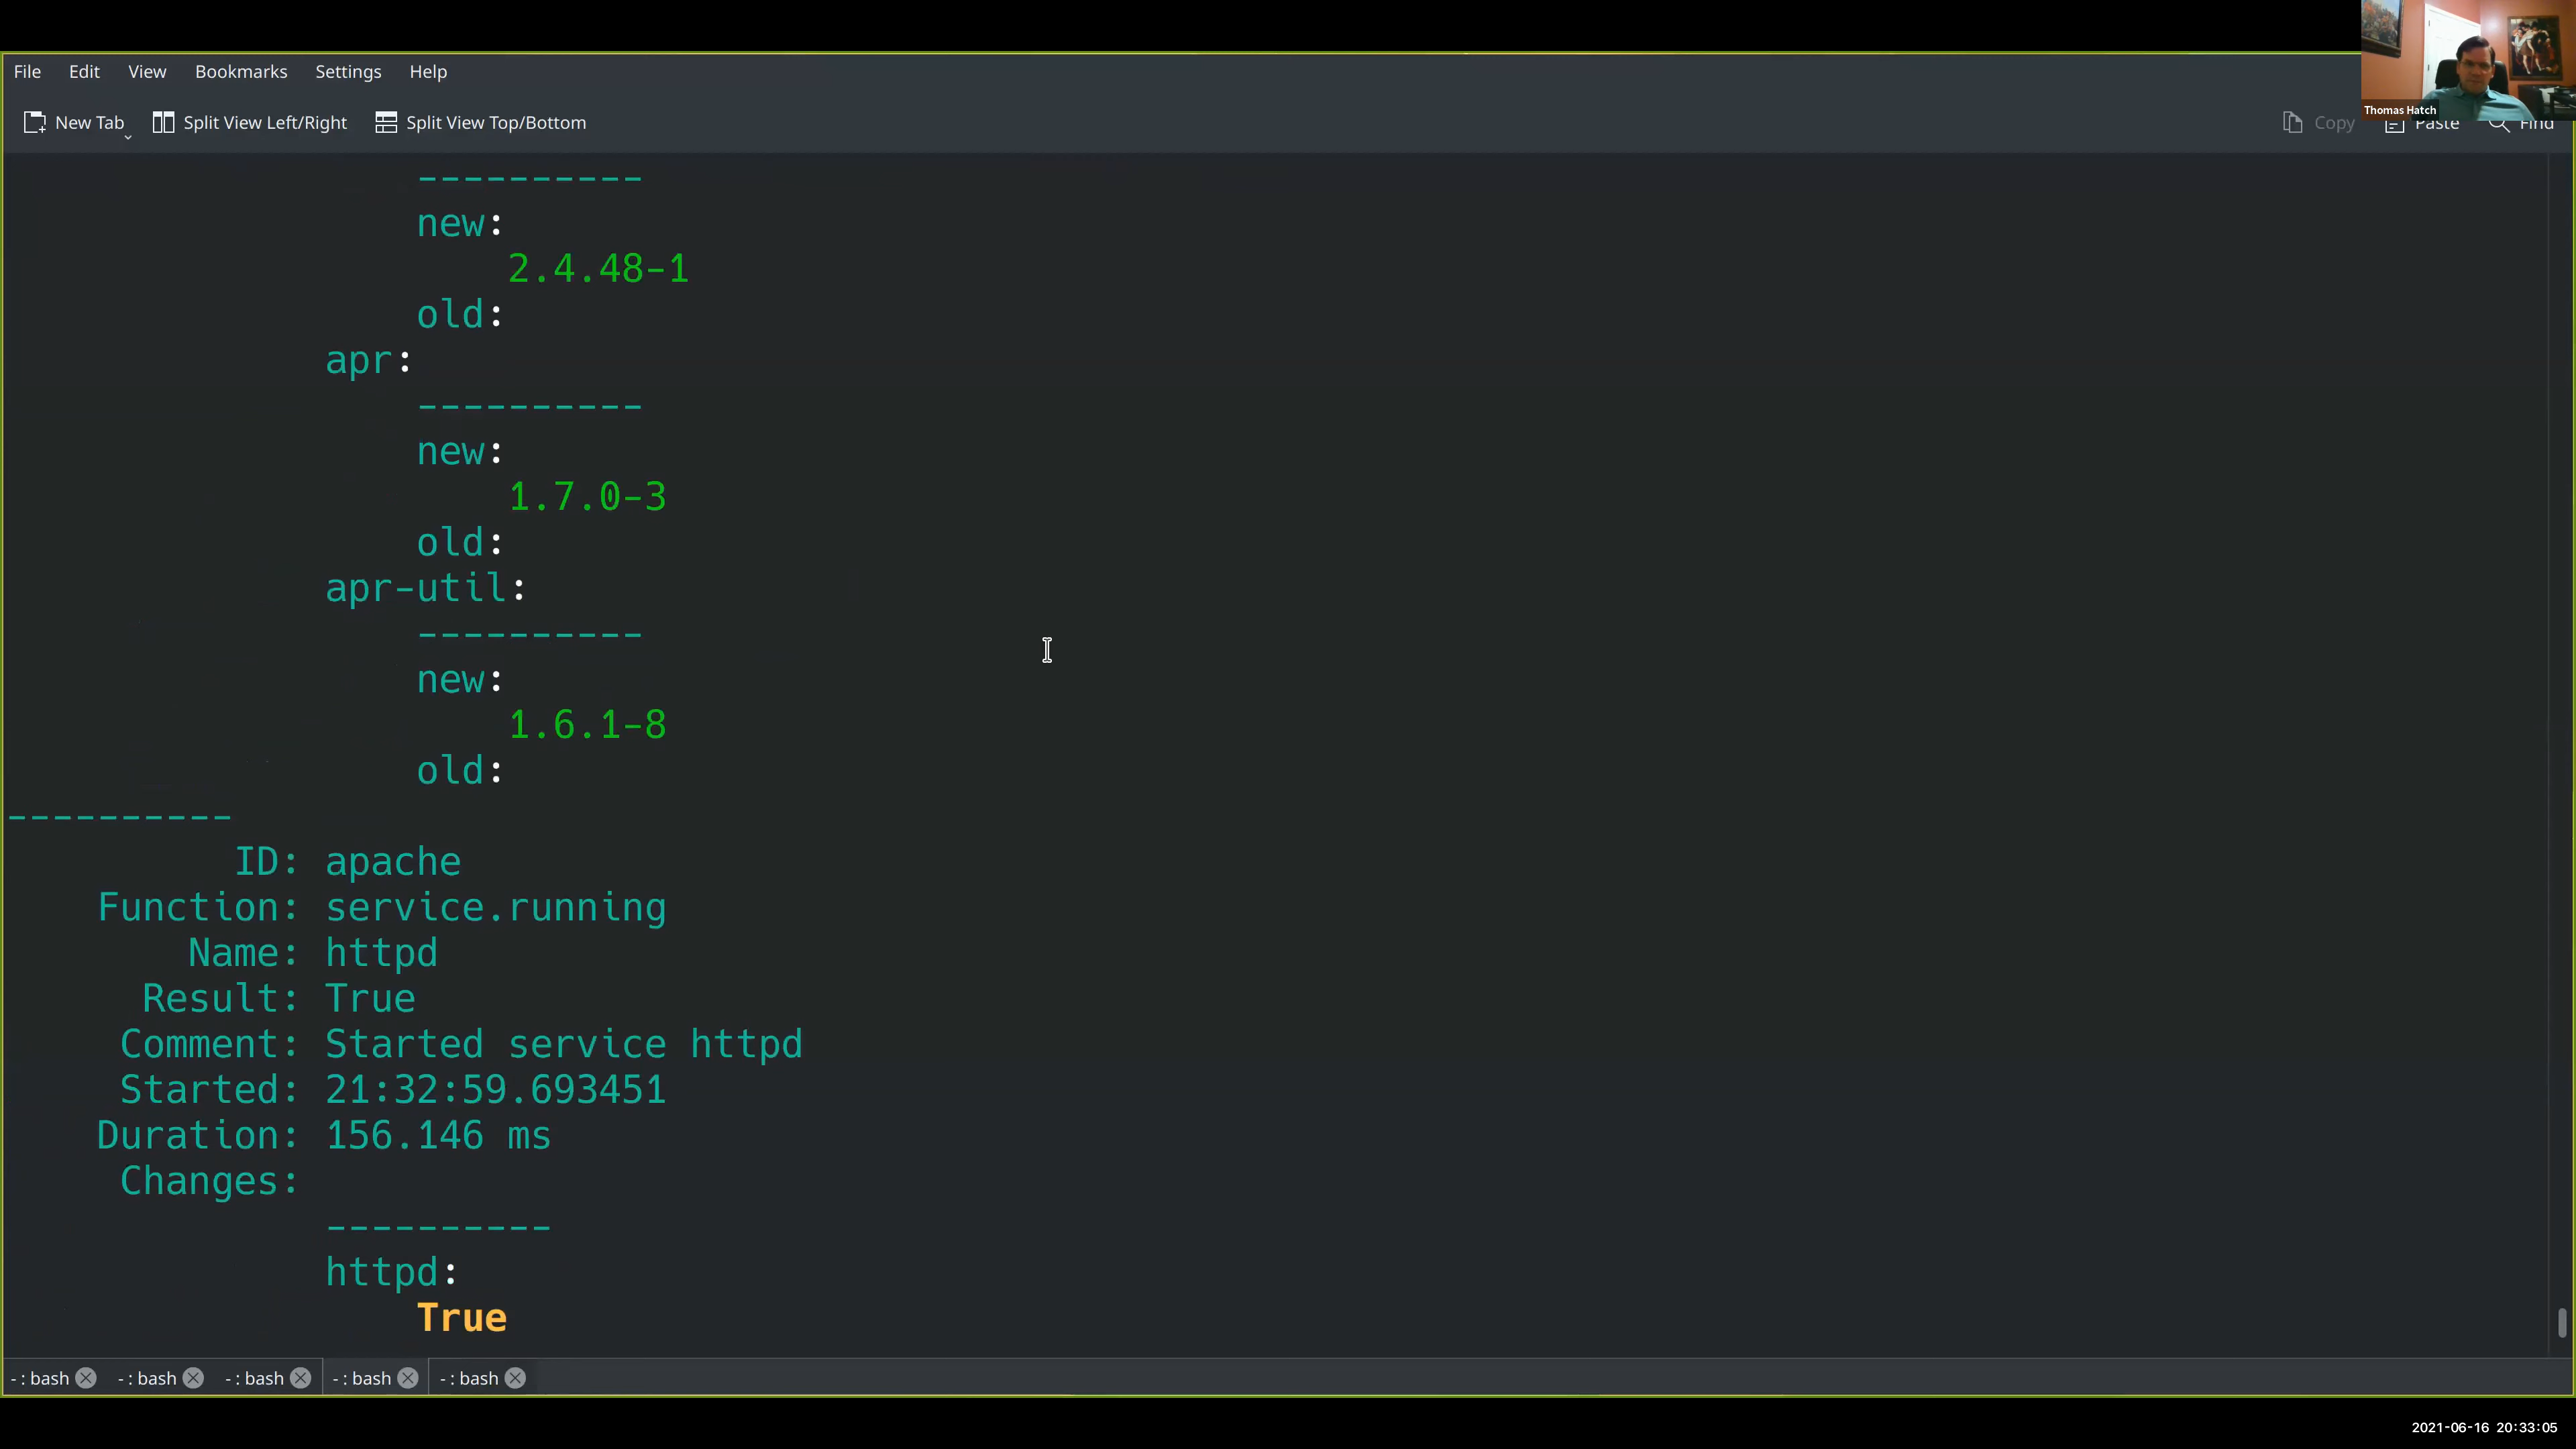 Thomas Hatch
File Edit View Bookmarks Settings Help
New Tab Split View Left/Right Split View Top/Bottom Copy Paste Find
----------
new:
2.4.48-1
old:
apr:
----------
new:
1.7.0-3
old:
apr-util:
----------
new:
1.6.1-8
old:
----------
ID: apache
Function: service.running
Name: httpd
Result: True
Comment: Started service httpd
Started: 21:32:59.693451
Duration: 156.146 ms
Changes:
----------
httpd:
True
- : bash - : bash - : bash - : bash - : bash
2021-06-16 20:33:05